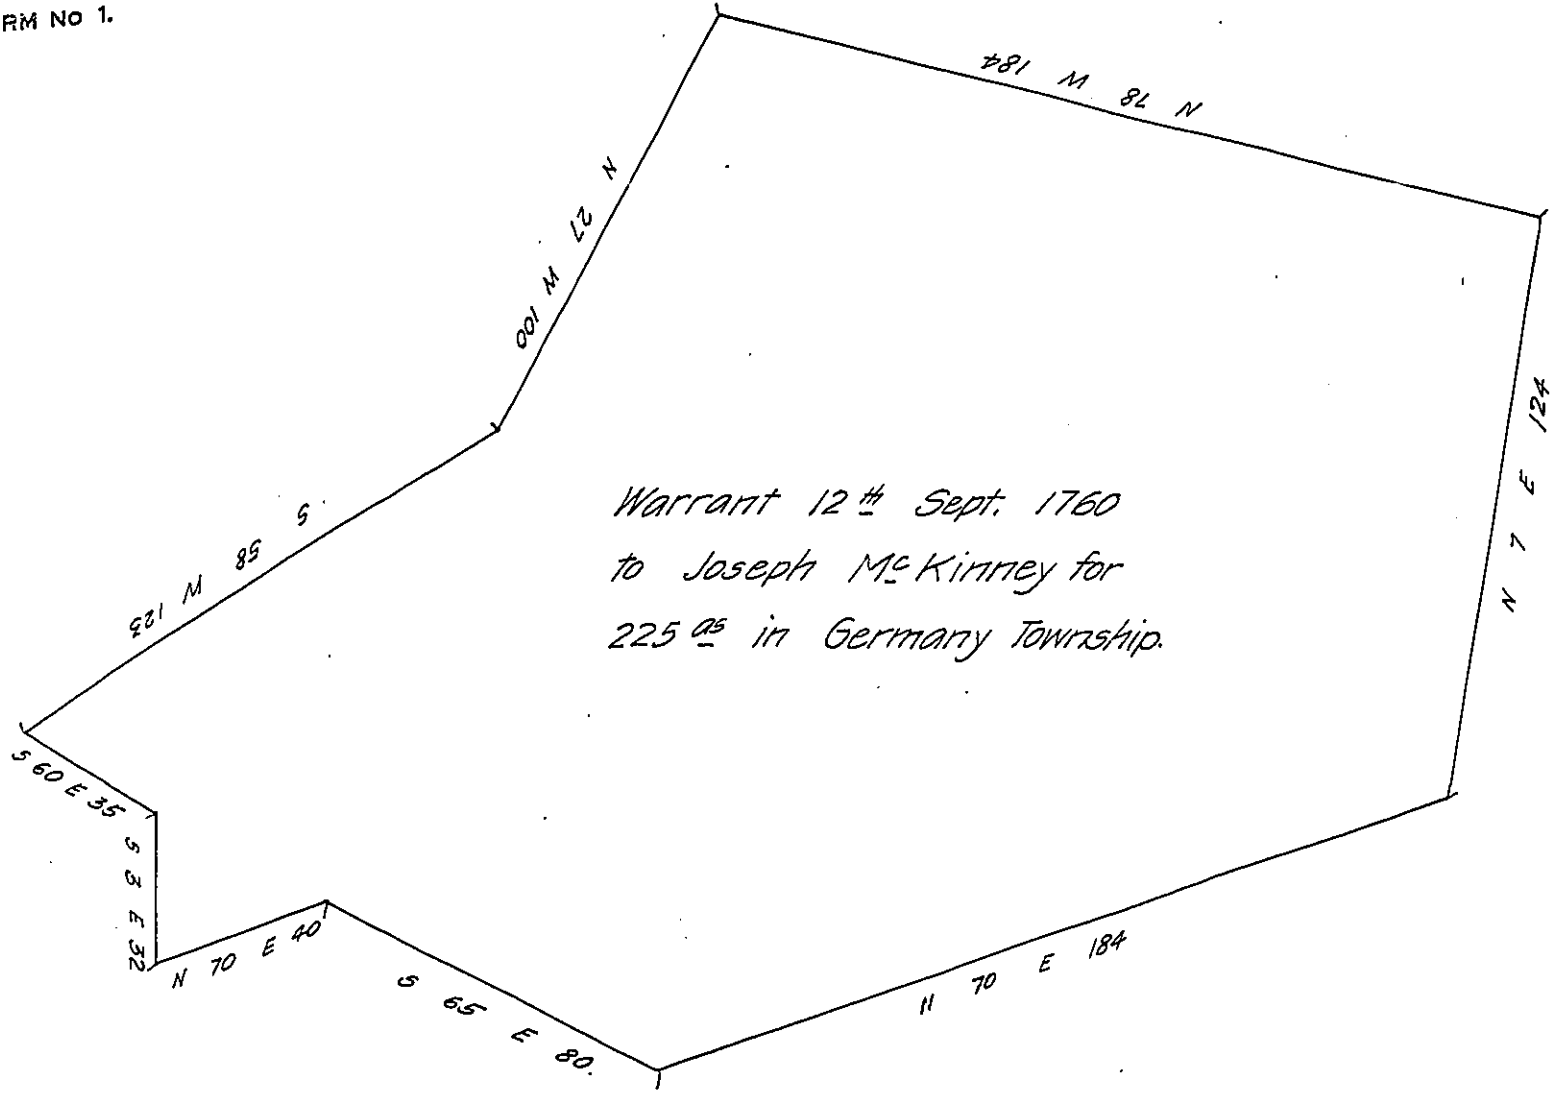 RM No 1.
N 78 W 184
N 27 W 100
N 7 E 124
Warrant 12th Sept. 1760
to Joseph McKinney for
225 as in Germany Township.
S 58 W 123
S 60 E 35
S 3 E 32
N 70 E 40
S 65 E 80.
N 70 E 184